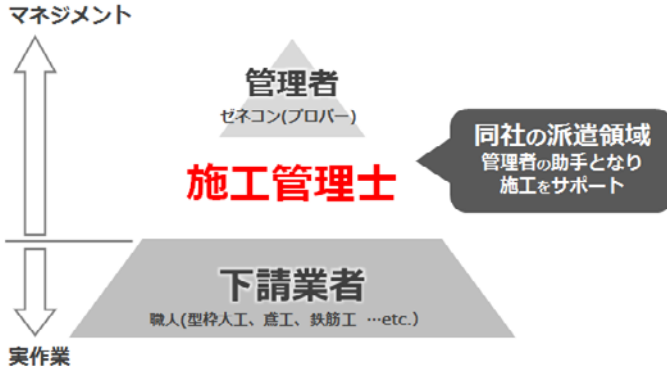 マネジメント
管理者
ゼネコン(プロパー)
施工管理士
同社の派遣領域
管理者の助手となり
施工をサポート
下請業者
職人(型枠大工、鳶工、鉄筋工 …etc.)
実作業